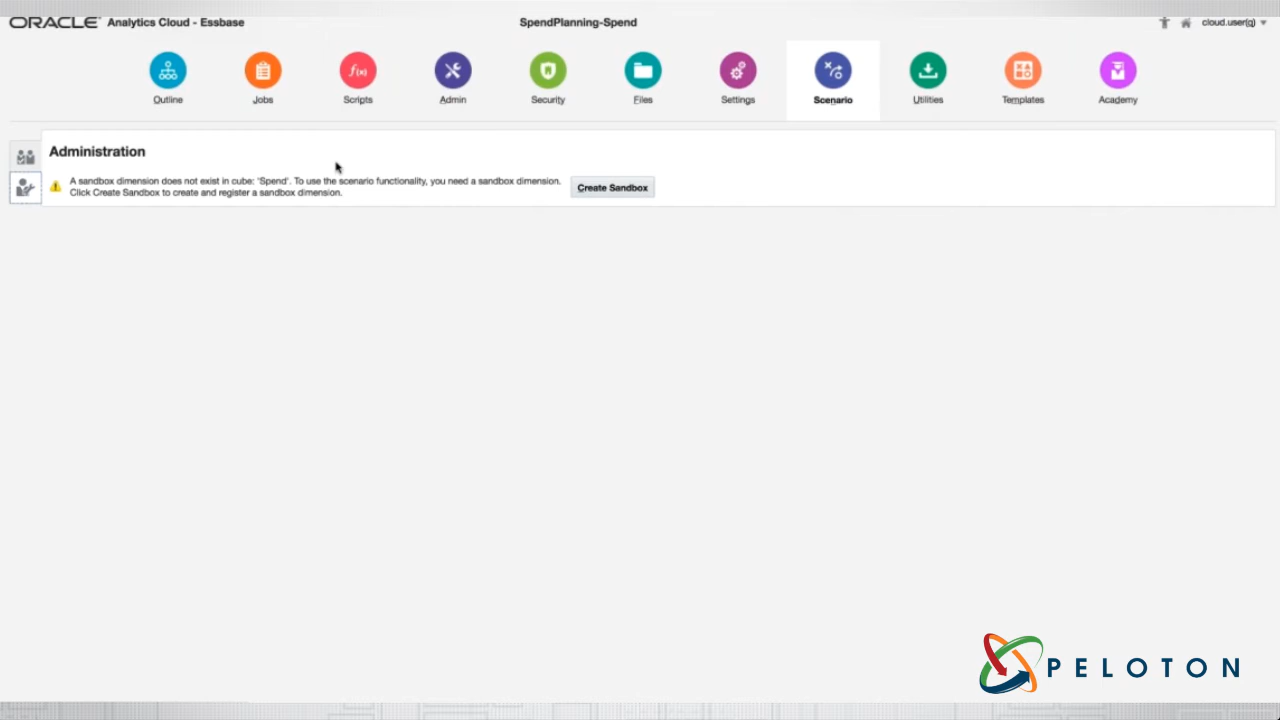 ORACLE Analytics Cloud - Essbase
SpendPlanning-Spend
cloud.user(g)
Outline
Jobs
Scripts
Admin
Security
Files
Settings
Scenario
Utilities
Templates
Academy
Administration
A sandbox dimension does not exist in cube: 'Spend'. To use the scenario functionality, you need a sandbox dimension.
Click Create Sandbox to create and register a sandbox dimension.
Create Sandbox
PELOTON